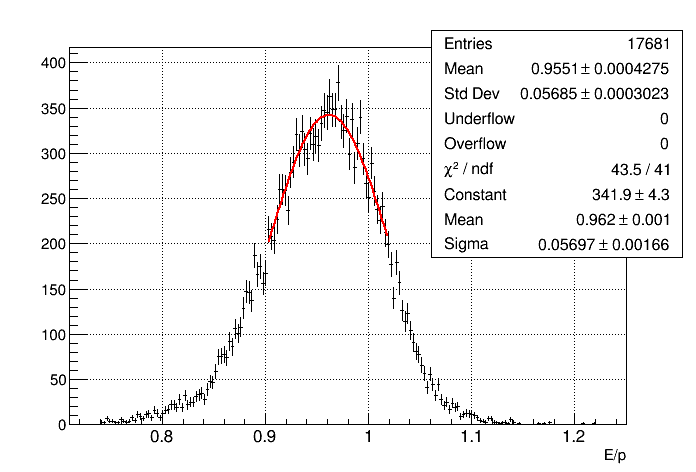 Entries 17681
Mean 0.9551 ± 0.0004275
Std Dev 0.05685 ± 0.0003023
Underflow 0
Overflow 0
χ² / ndf 43.5 / 41
Constant 341.9 ± 4.3
Mean 0.962 ± 0.001
Sigma 0.05697 ± 0.00166
400
350
300
250
200
150
100
50
0
0.8 0.9 1 1.1 1.2
E/p